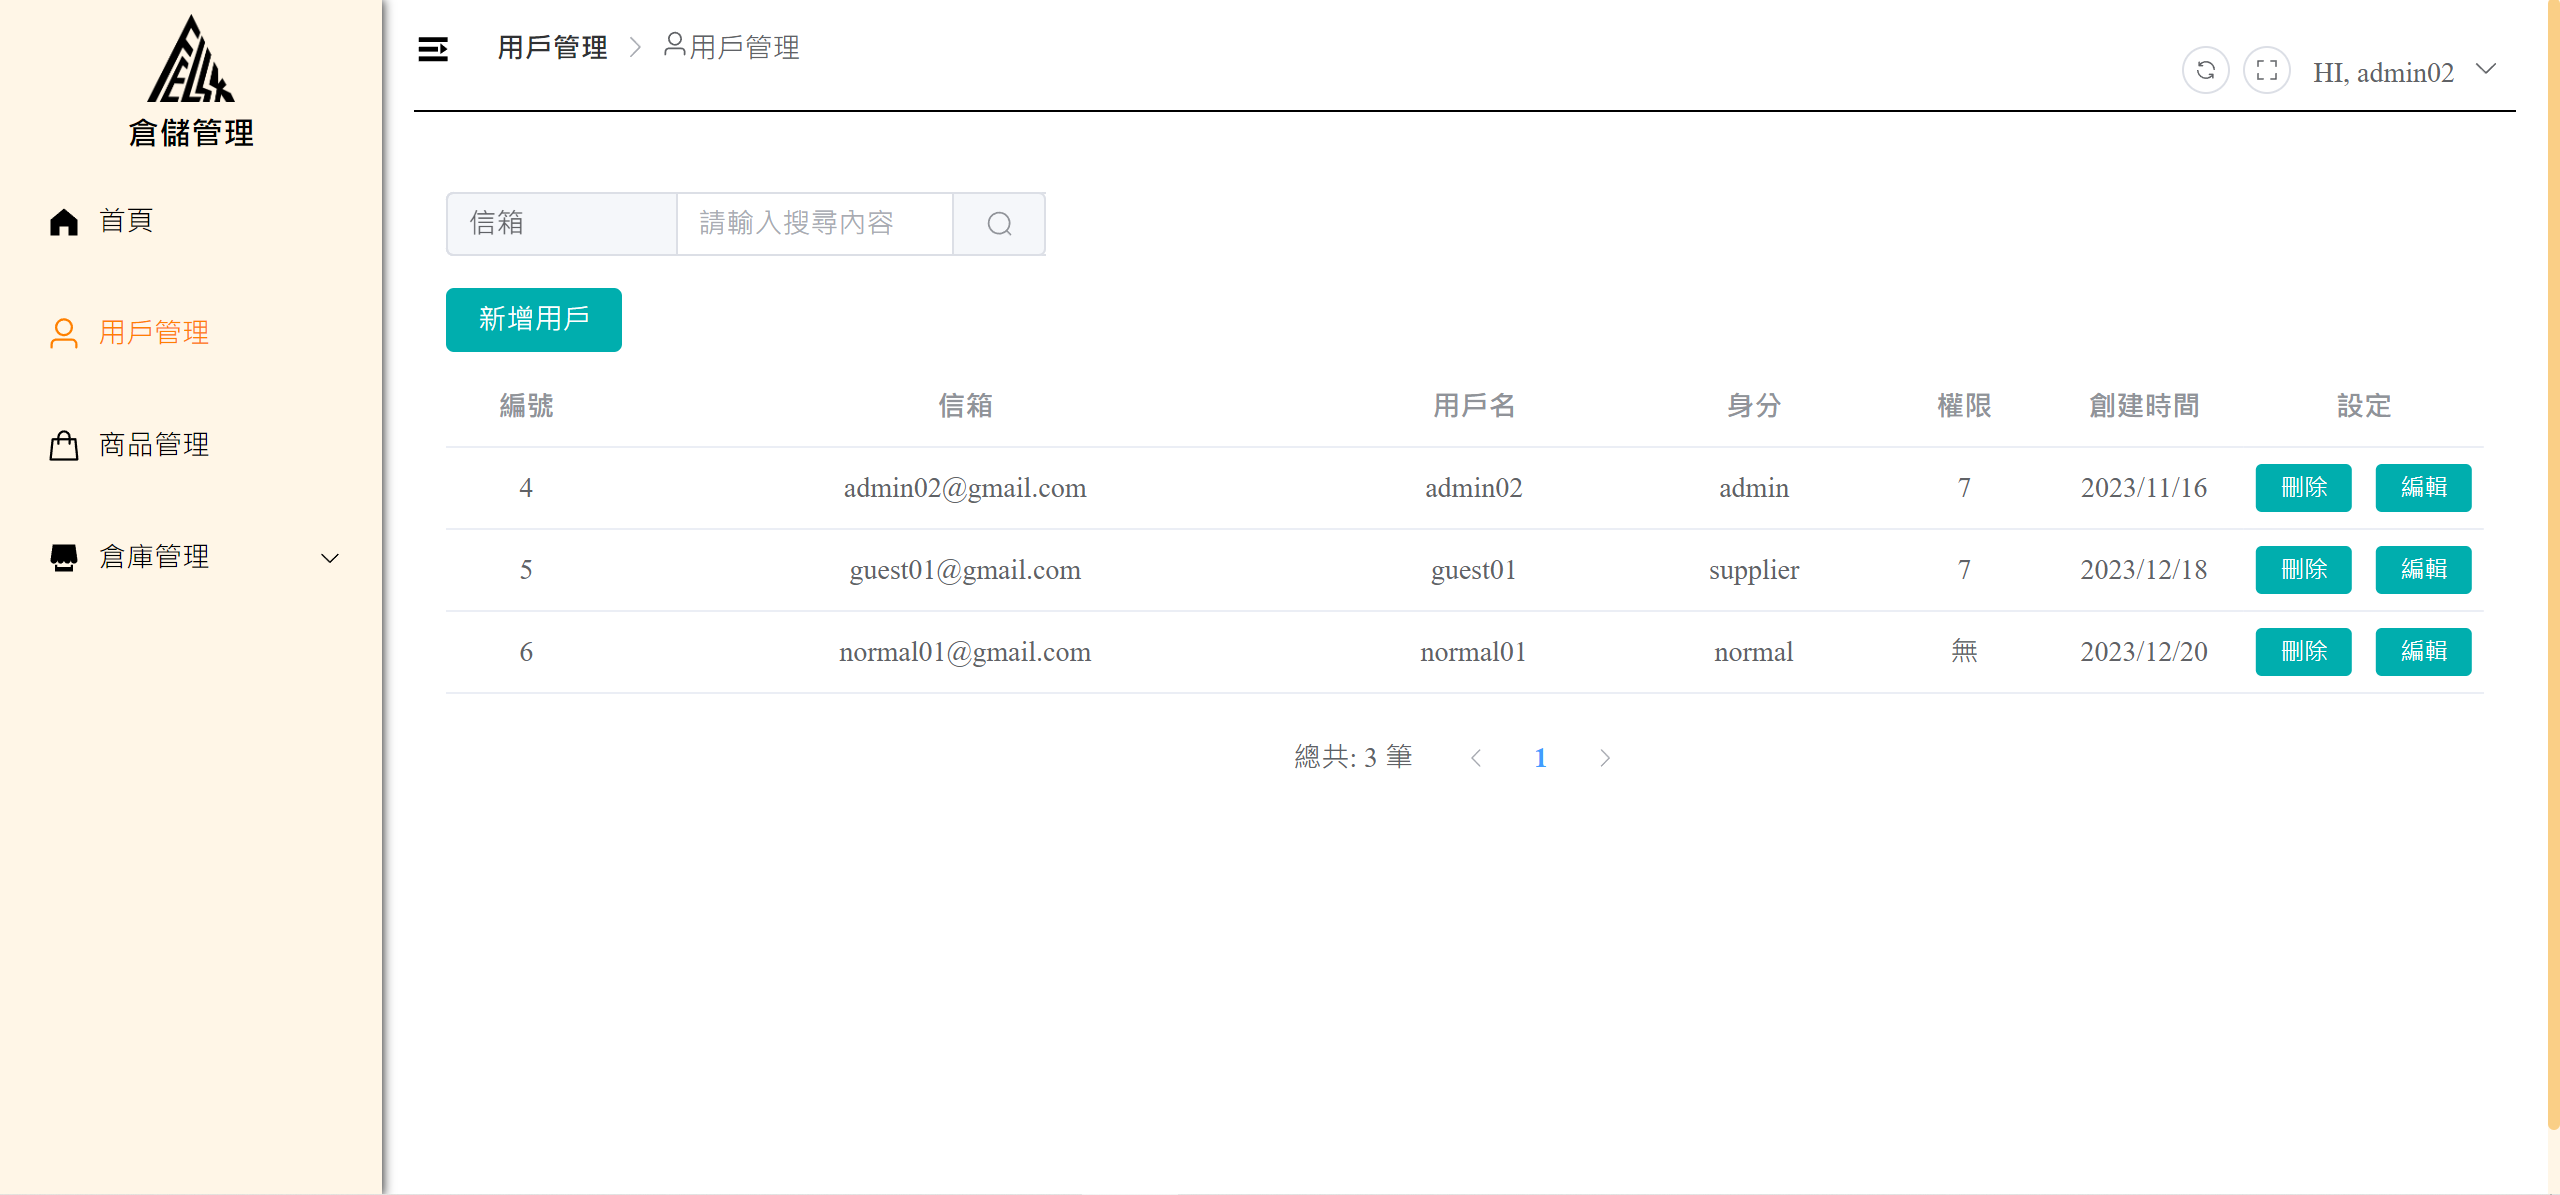 FELLSK
倉儲管理
首頁
用戶管理
商品管理
倉庫管理
用戶管理 用戶管理
HI, admin02
信箱 請輸入搜尋內容
新增用戶
編號 信箱 用戶名 身分 權限 創建時間 設定
4 admin02@gmail.com admin02 admin 7 2023/11/16 刪除 編輯
5 guest01@gmail.com guest01 supplier 7 2023/12/18 刪除 編輯
6 normal01@gmail.com normal01 normal 無 2023/12/20 刪除 編輯
總共: 3 筆 1